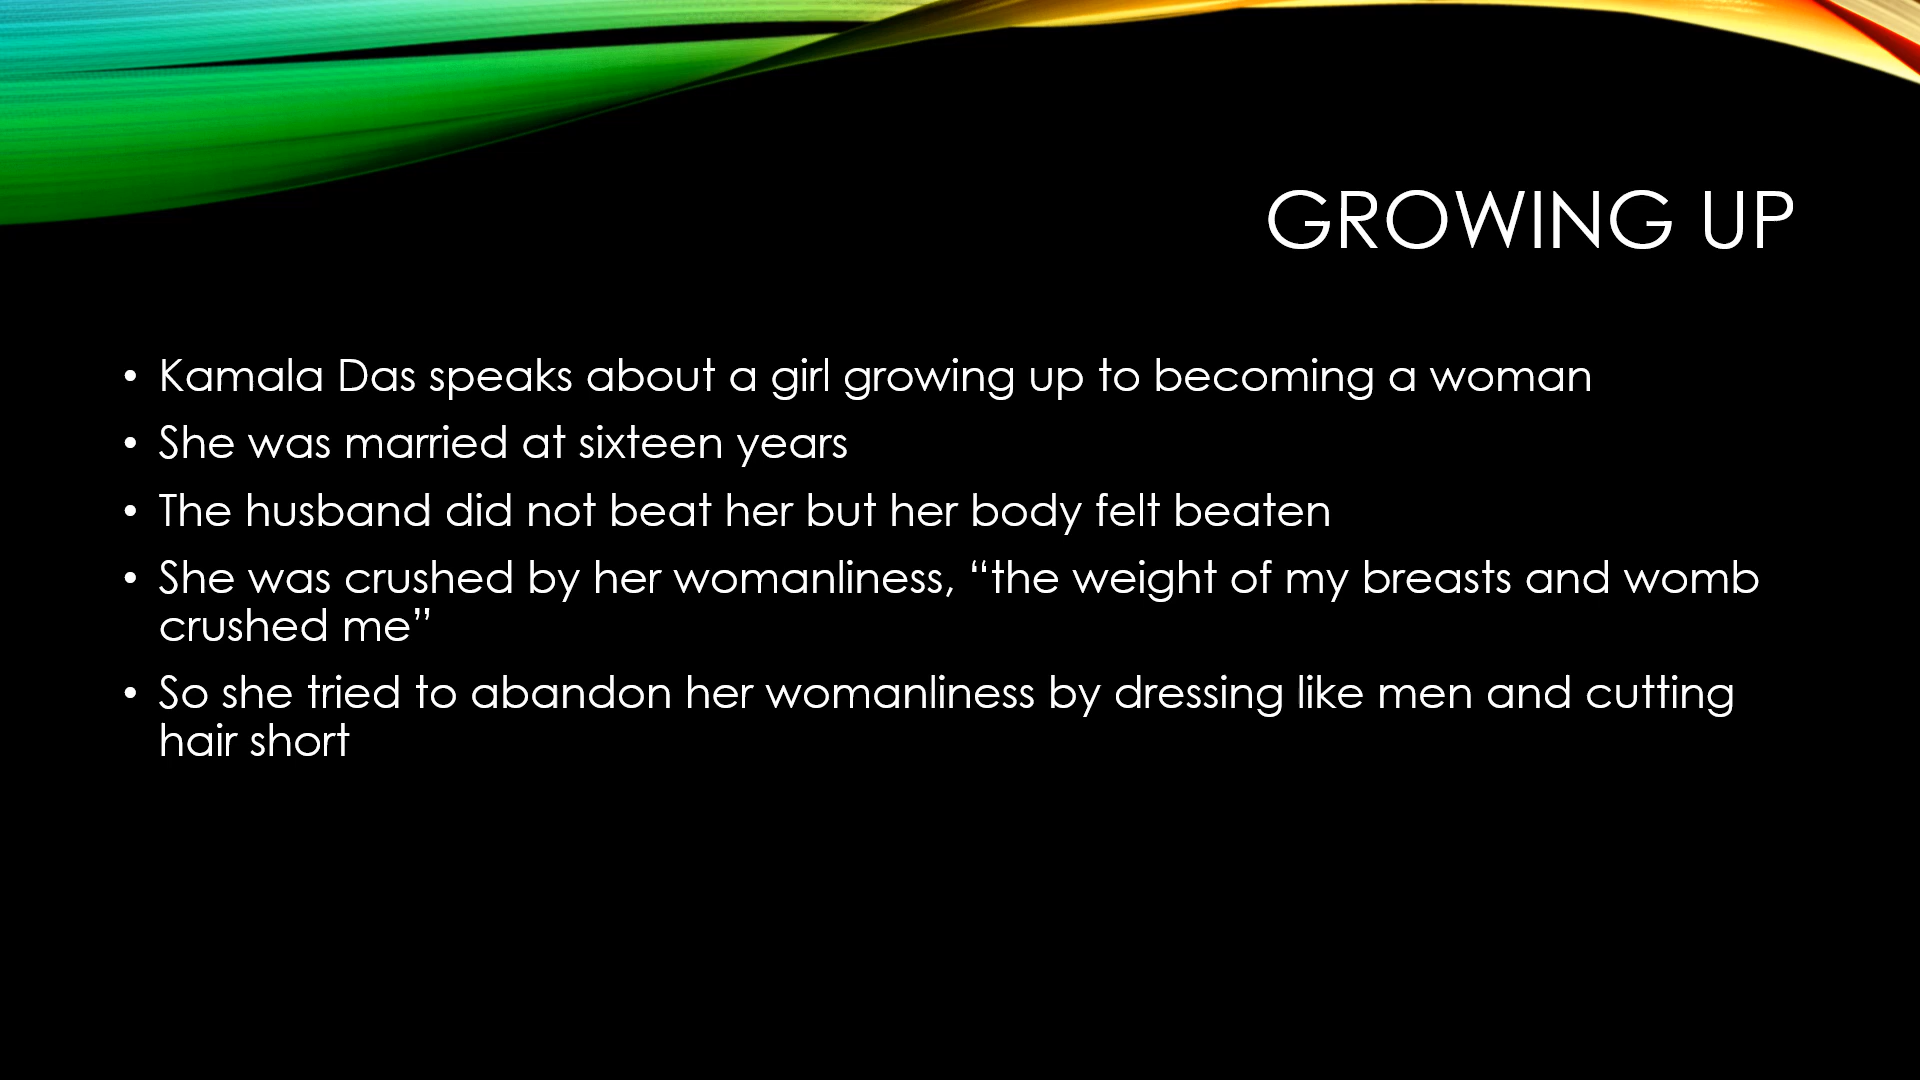 GROWING UP
• Kamala Das speaks about a girl growing up to becoming a woman
• She was married at sixteen years
• The husband did not beat her but her body felt beaten
• She was crushed by her womanliness, “the weight of my breasts and womb
crushed me”
• So she tried to abandon her womanliness by dressing like men and cutting
hair short